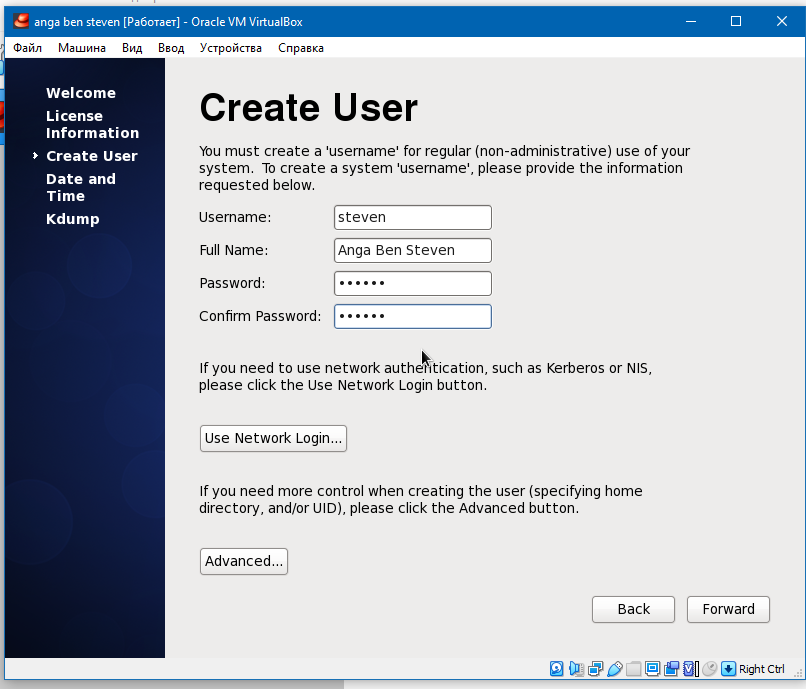 anga ben steven [Работает] - Oracle VM VirtualBox
Файл Машина Вид Ввод Устройства Справка
Welcome
License
Information
Create User
Date and
Time
Kdump
Create User
You must create a 'username' for regular (non-administrative) use of your
system.  To create a system 'username', please provide the information
requested below.
Username: steven
Full Name: Anga Ben Steven
Password: ••••••
Confirm Password: ••••••
If you need to use network authentication, such as Kerberos or NIS,
please click the Use Network Login button.
Use Network Login...
If you need more control when creating the user (specifying home
directory, and/or UID), please click the Advanced button.
Advanced...
Back Forward
Right Ctrl